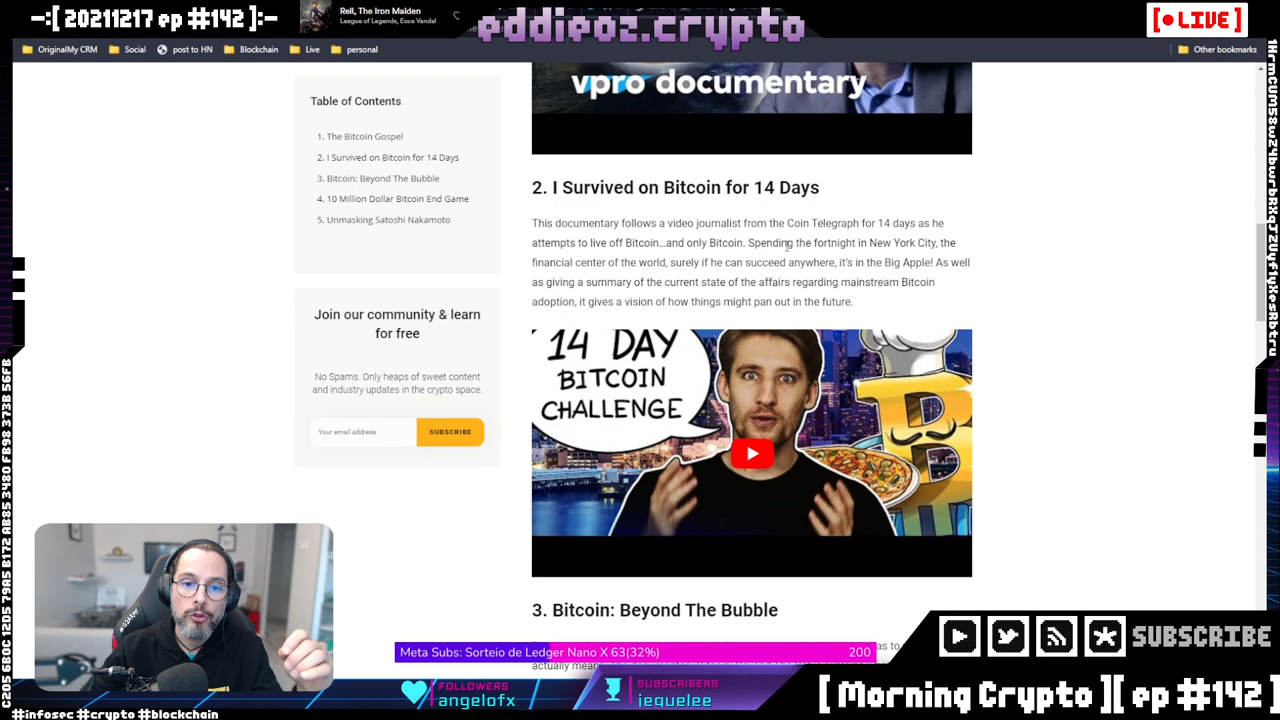 -:[ 20211217 ep #142 ]:-
Rell, The Iron Maiden
League of Legends, Ecce Vandal
eddieoz.crypto
[ • LIVE ]
OriginalMy CRM
Social
post to HN
Blockchain
Live
personal
Other bookmarks
vpro documentary
Table of Contents
1. The Bitcoin Gospel
2. I Survived on Bitcoin for 14 Days
3. Bitcoin: Beyond The Bubble
4. 10 Million Dollar Bitcoin End Game
5. Unmasking Satoshi Nakamoto
Join our community & learn
for free
No Spams. Only heaps of sweet content
and industry updates in the crypto space.
Your email address
SUBSCRIBE
2. I Survived on Bitcoin for 14 Days
This documentary follows a video journalist from the Coin Telegraph for 14 days as he
attempts to live off Bitcoin…and only Bitcoin. Spending the fortnight in New York City, the
financial center of the world, surely if he can succeed anywhere, it's in the Big Apple! As well
as giving a summary of the current state of the affairs regarding mainstream Bitcoin
adoption, it gives a vision of how things might pan out in the future.
14 DAY
BITCOIN
CHALLENGE
3. Bitcoin: Beyond The Bubble
as to
actually mean
Meta Subs: Sorteio de Ledger Nano X 63(32%)
200
FOLLOWERS
angelofx
SUBSCRIBERS
iequelee
SUBSCRIBE
[ Morning Crypto ][ ep #142 ]
#infosec #crypto #blockchain